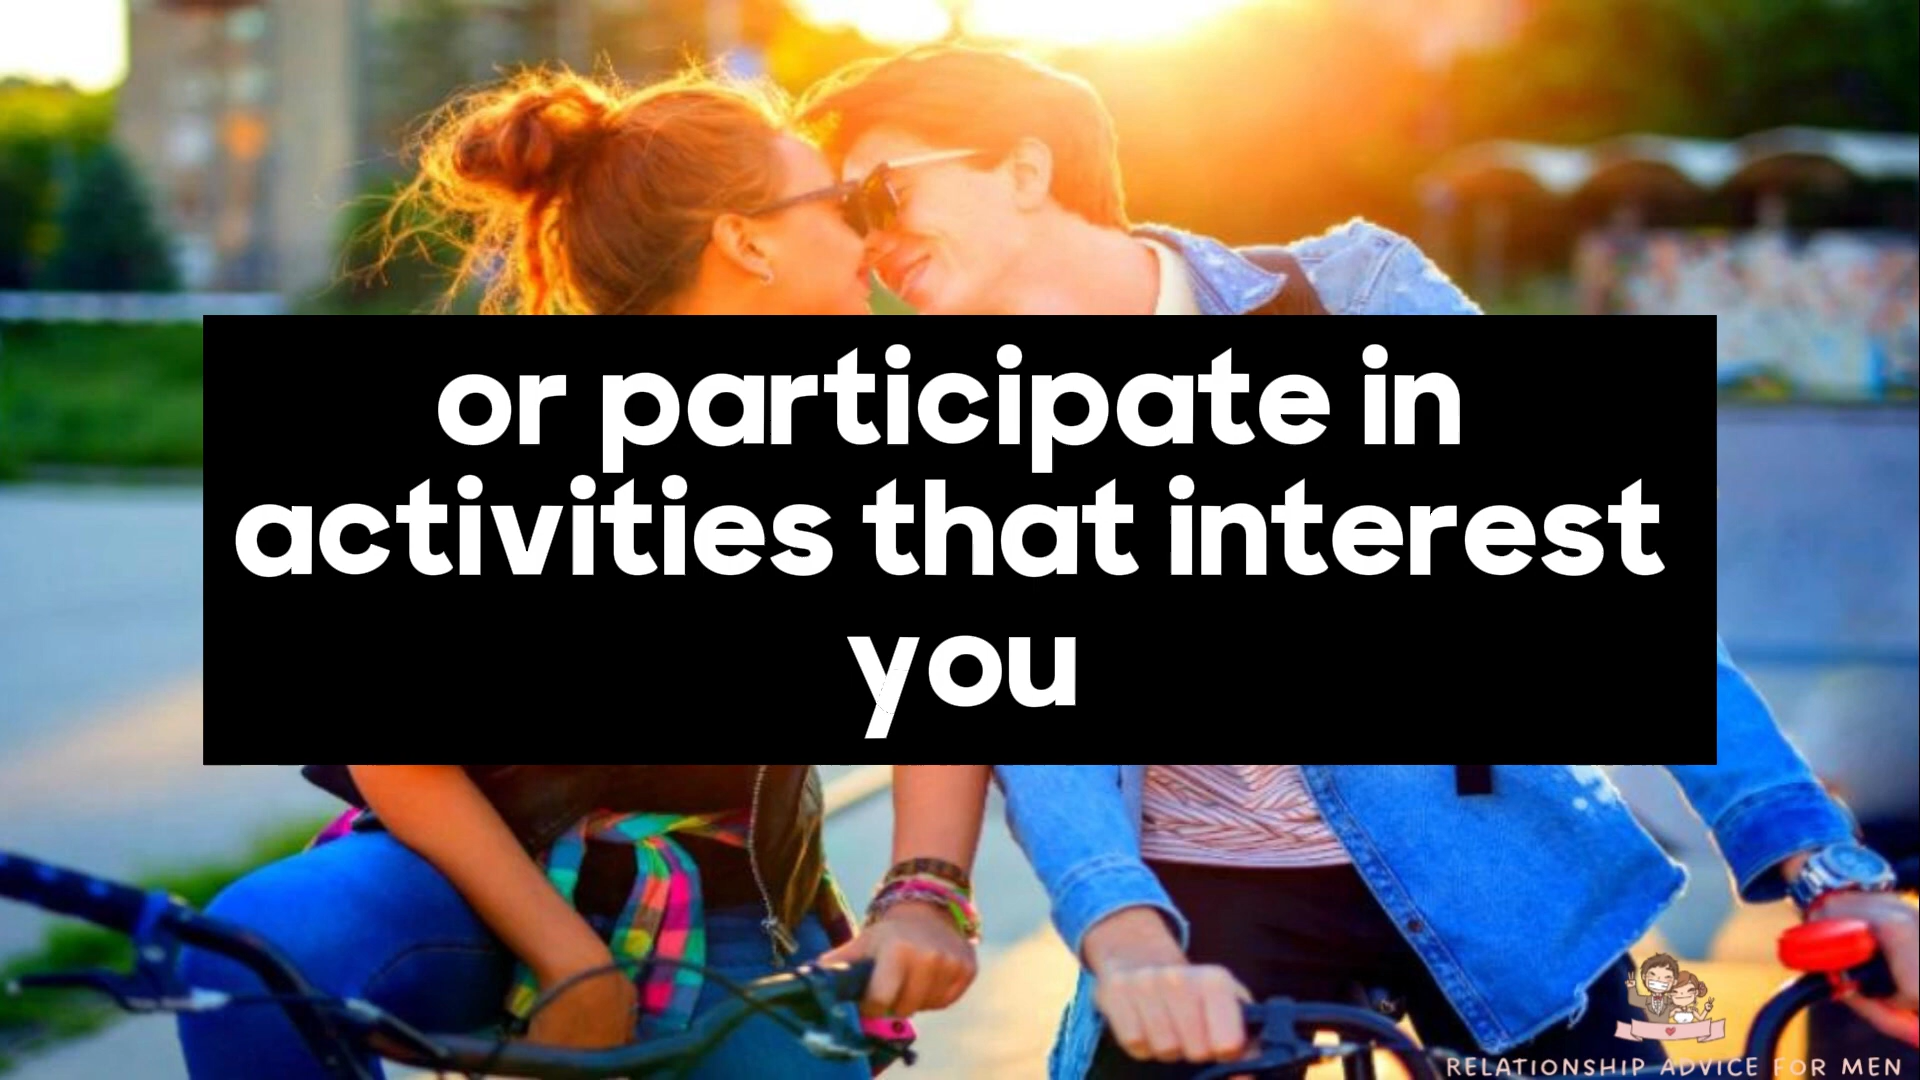 or participate in
activities that interest
you
RELATIONSHIP ADVICE FOR MEN